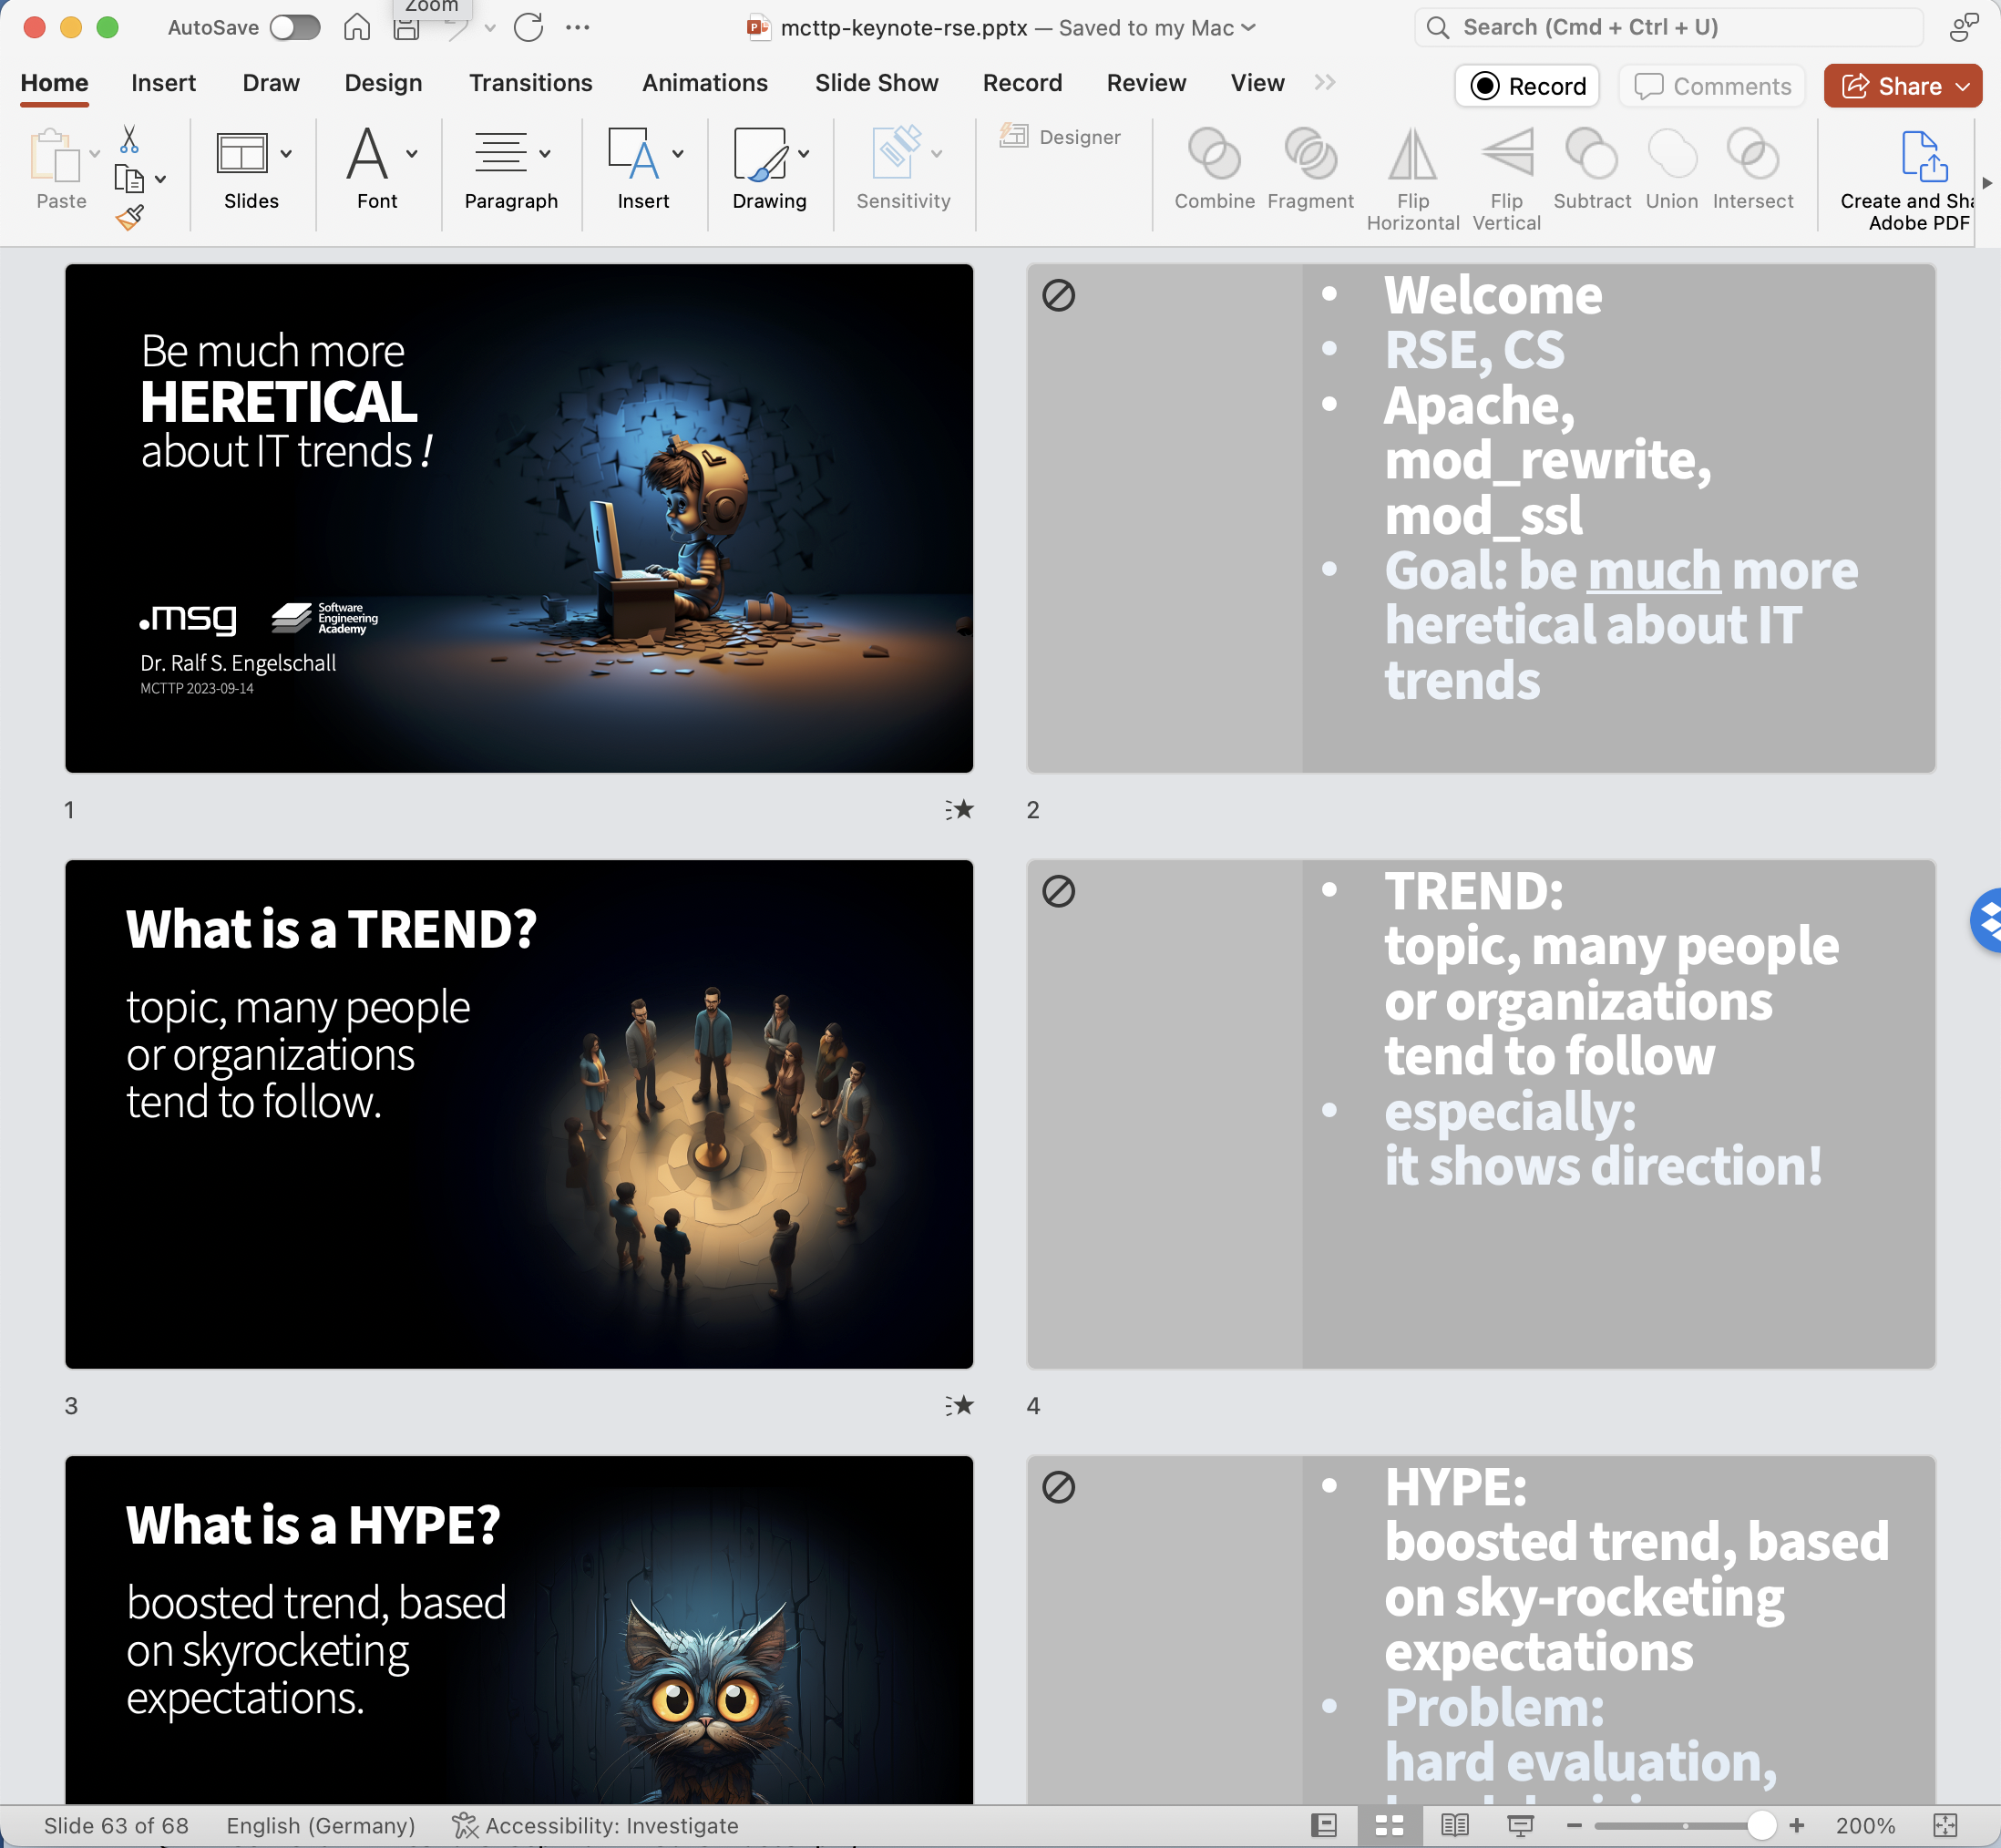 Zoom
AutoSave
mcttp-keynote-rse.pptx — Saved to my Mac
Search (Cmd + Ctrl + U)
Home Insert Draw Design Transitions Animations Slide Show Record Review View
Record Comments Share
Paste
Slides
Font
Paragraph
Insert
Drawing
Sensitivity
Designer
Combine
Fragment
Flip
Horizontal
Flip
Vertical
Subtract
Union
Intersect
Create and Sha
Adobe PDF
Be much more
HERETICAL
about IT trends!
.msg
Software
Engineering
Academy
Dr. Ralf S. Engelschall
MCTTP 2023-09-14
1
• Welcome
• RSE, CS
• Apache,
mod_rewrite,
mod_ssl
• Goal: be much more
heretical about IT
trends
2
What is a TREND?
topic, many people
or organizations
tend to follow.
3
• TREND:
topic, many people
or organizations
tend to follow
• especially:
it shows direction!
4
What is a HYPE?
boosted trend, based
on skyrocketing
expectations.
• HYPE:
boosted trend, based
on sky-rocketing
expectations
• Problem:
hard evaluation,
Slide 63 of 68
English (Germany)
Accessibility: Investigate
200%